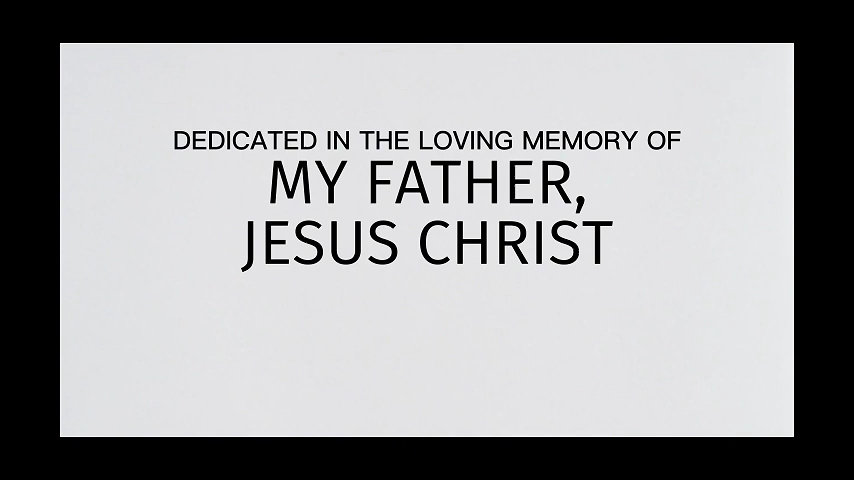 DEDICATED IN THE LOVING MEMORY OF
MY FATHER,
JESUS CHRIST